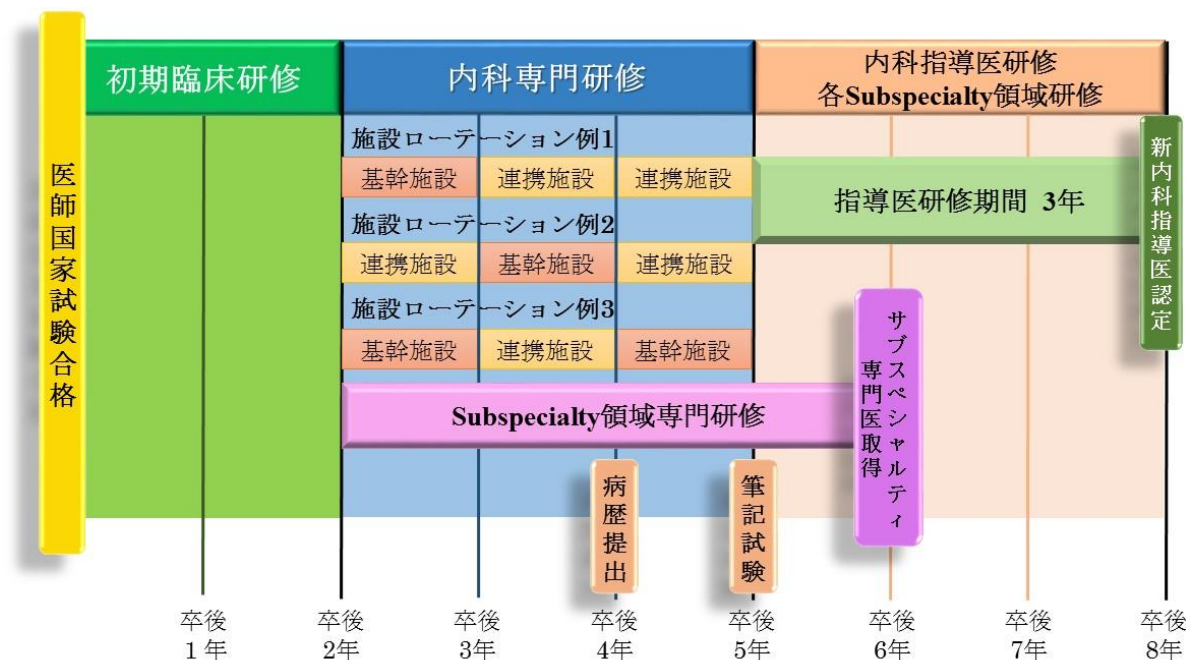 医師国家試験合格
初期臨床研修
内科専門研修
内科指導医研修
各Subspecialty領域研修
施設ローテーション例1
基幹施設
連携施設
連携施設
施設ローテーション例2
連携施設
基幹施設
連携施設
施設ローテーション例3
基幹施設
連携施設
基幹施設
指導医研修期間 3年
新内科指導医認定
Subspecialty領域専門研修
サブスペシャルティ
専門医取得
病歴提出
筆記試験
卒後
1年
卒後
2年
卒後
3年
卒後
4年
卒後
5年
卒後
6年
卒後
7年
卒後
8年